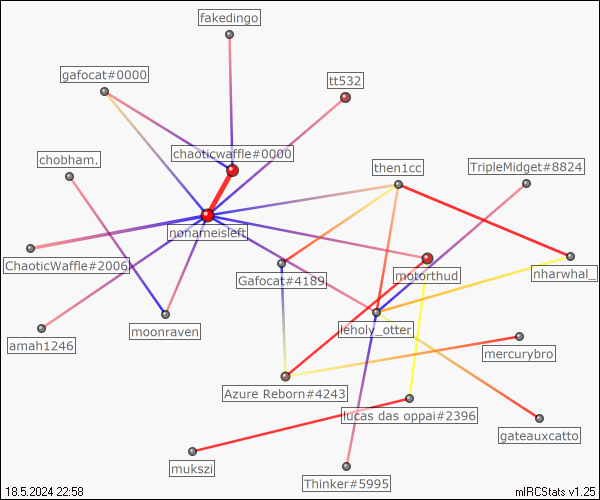 fakedingo
gafocat#0000
tt532
chaoticwaffle#0000
chobham.
then1cc
TripleMidget#8824
nonameisleft
ChaoticWaffle#2006
Gafocat#4189
motorthud
nharwhal_
amah1246
moonraven
leholy_otter
mercurybro
Azure Reborn#4243
lucas das oppai#2396
gateauxcatto
mukszi
Thinker#5995
18.5.2024 22:58
mIRCStats v1.25